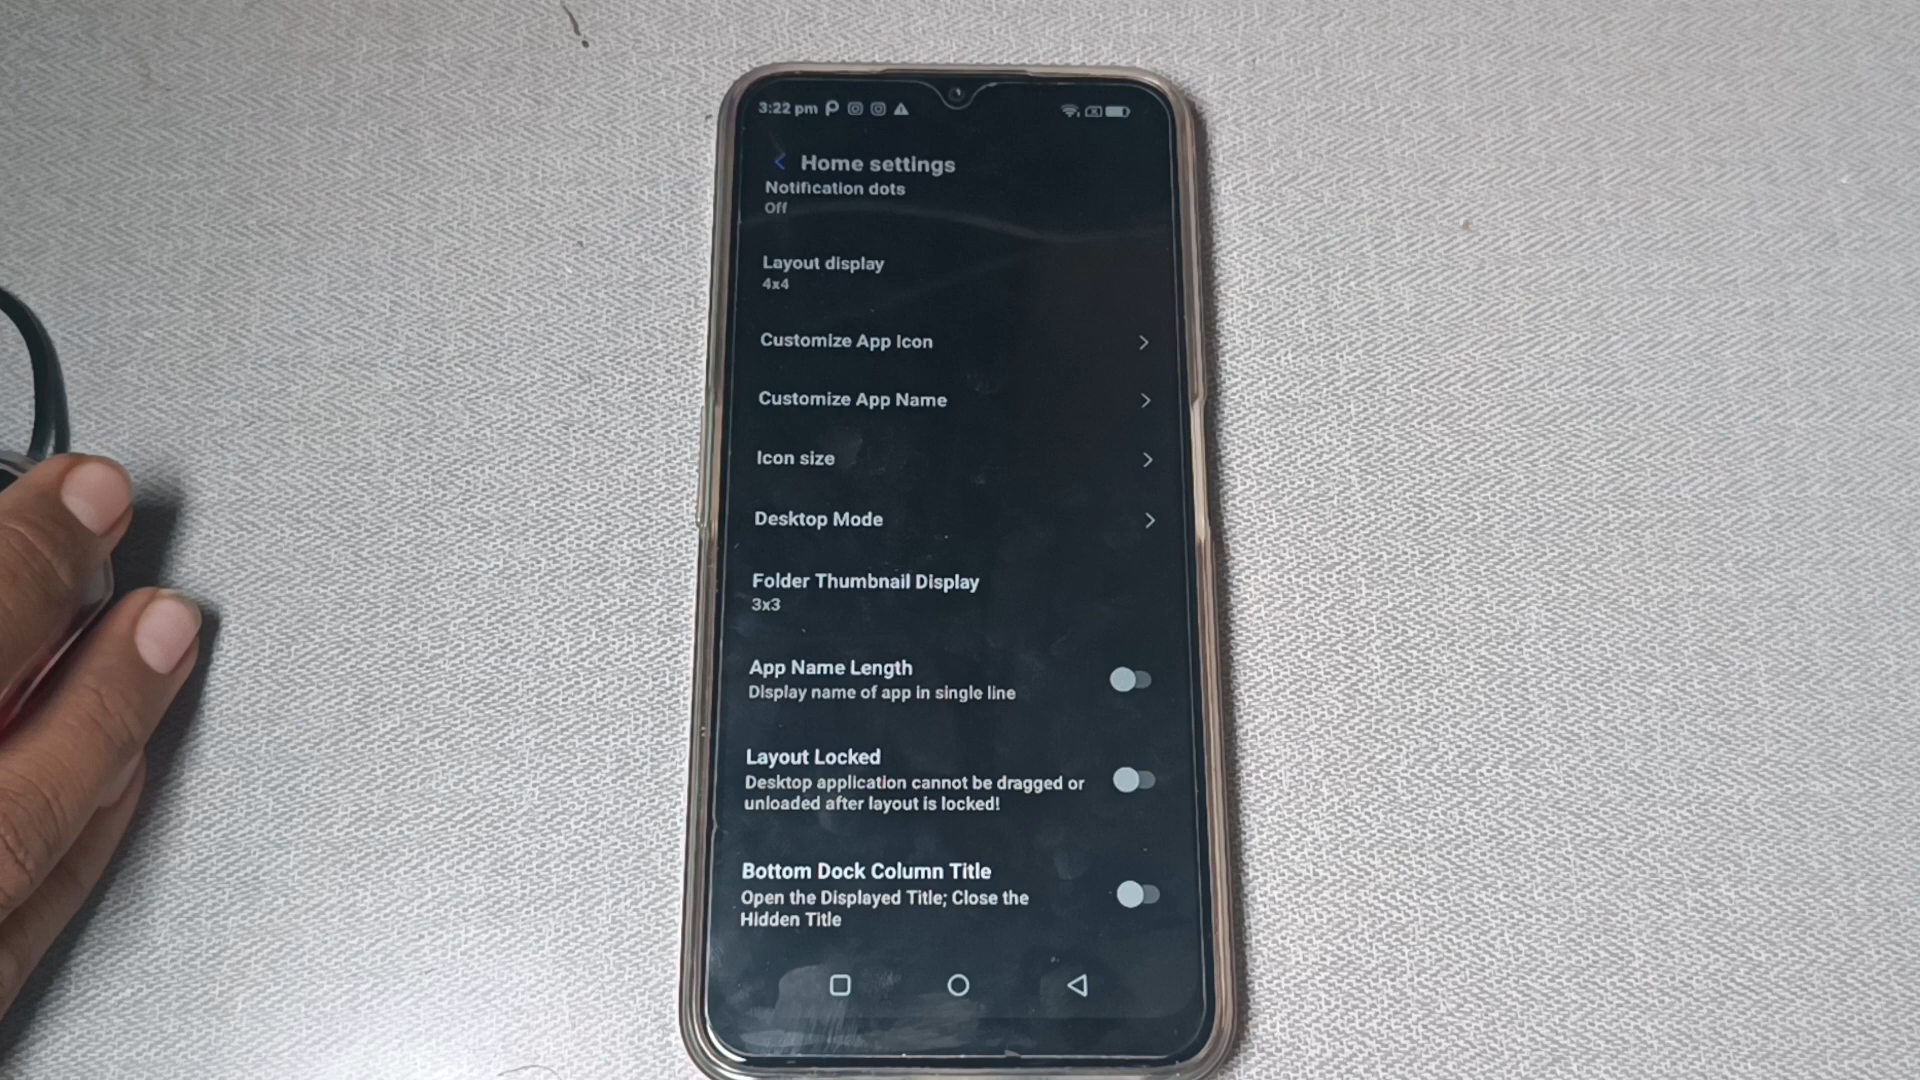 3:22 pm
Home settings
Notification dots
Off
Layout display
4x4
Customize App Icon
Customize App Name
Icon size
Desktop Mode
Folder Thumbnail Display
3x3
App Name Length
Display name of app in single line
Layout Locked
Desktop application cannot be dragged or
unloaded after layout is locked!
Bottom Dock Column Title
Open the Displayed Title; Close the
Hidden Title